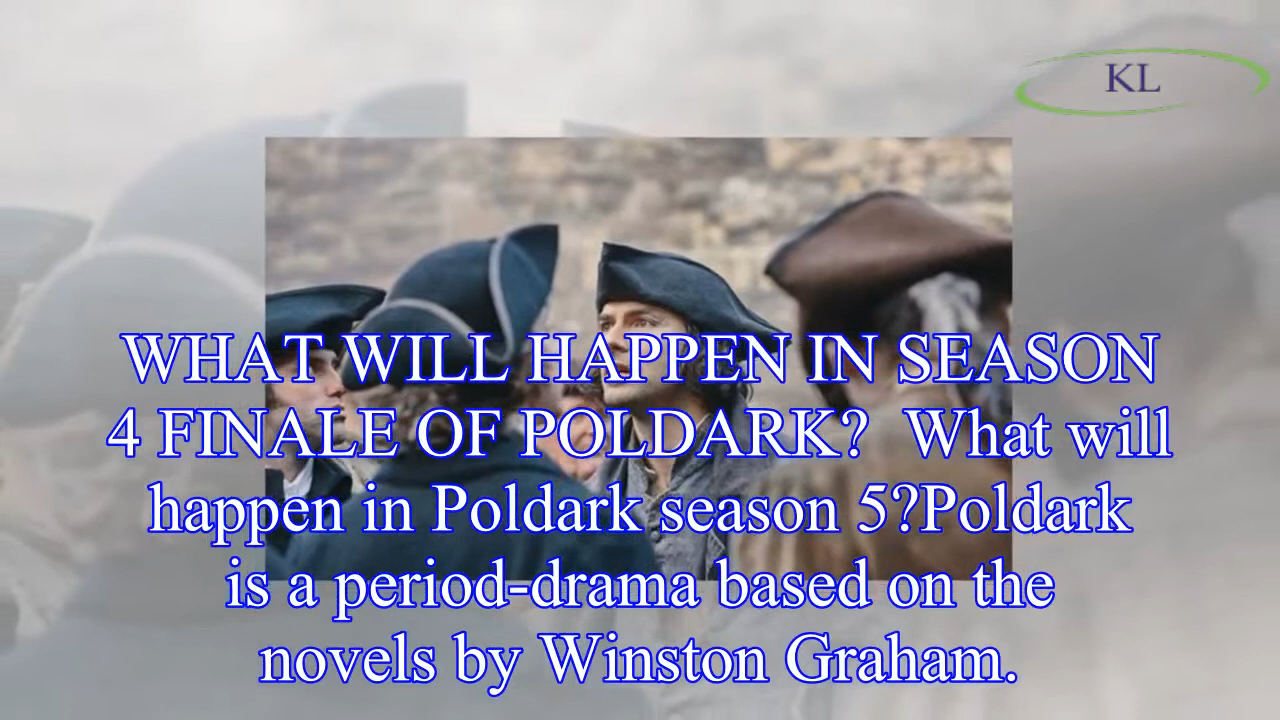 KL
WHAT WILL HAPPEN IN SEASON
4 FINALE OF POLDARK?  What will
happen in Poldark season 5?Poldark
is a period-drama based on the
novels by Winston Graham.